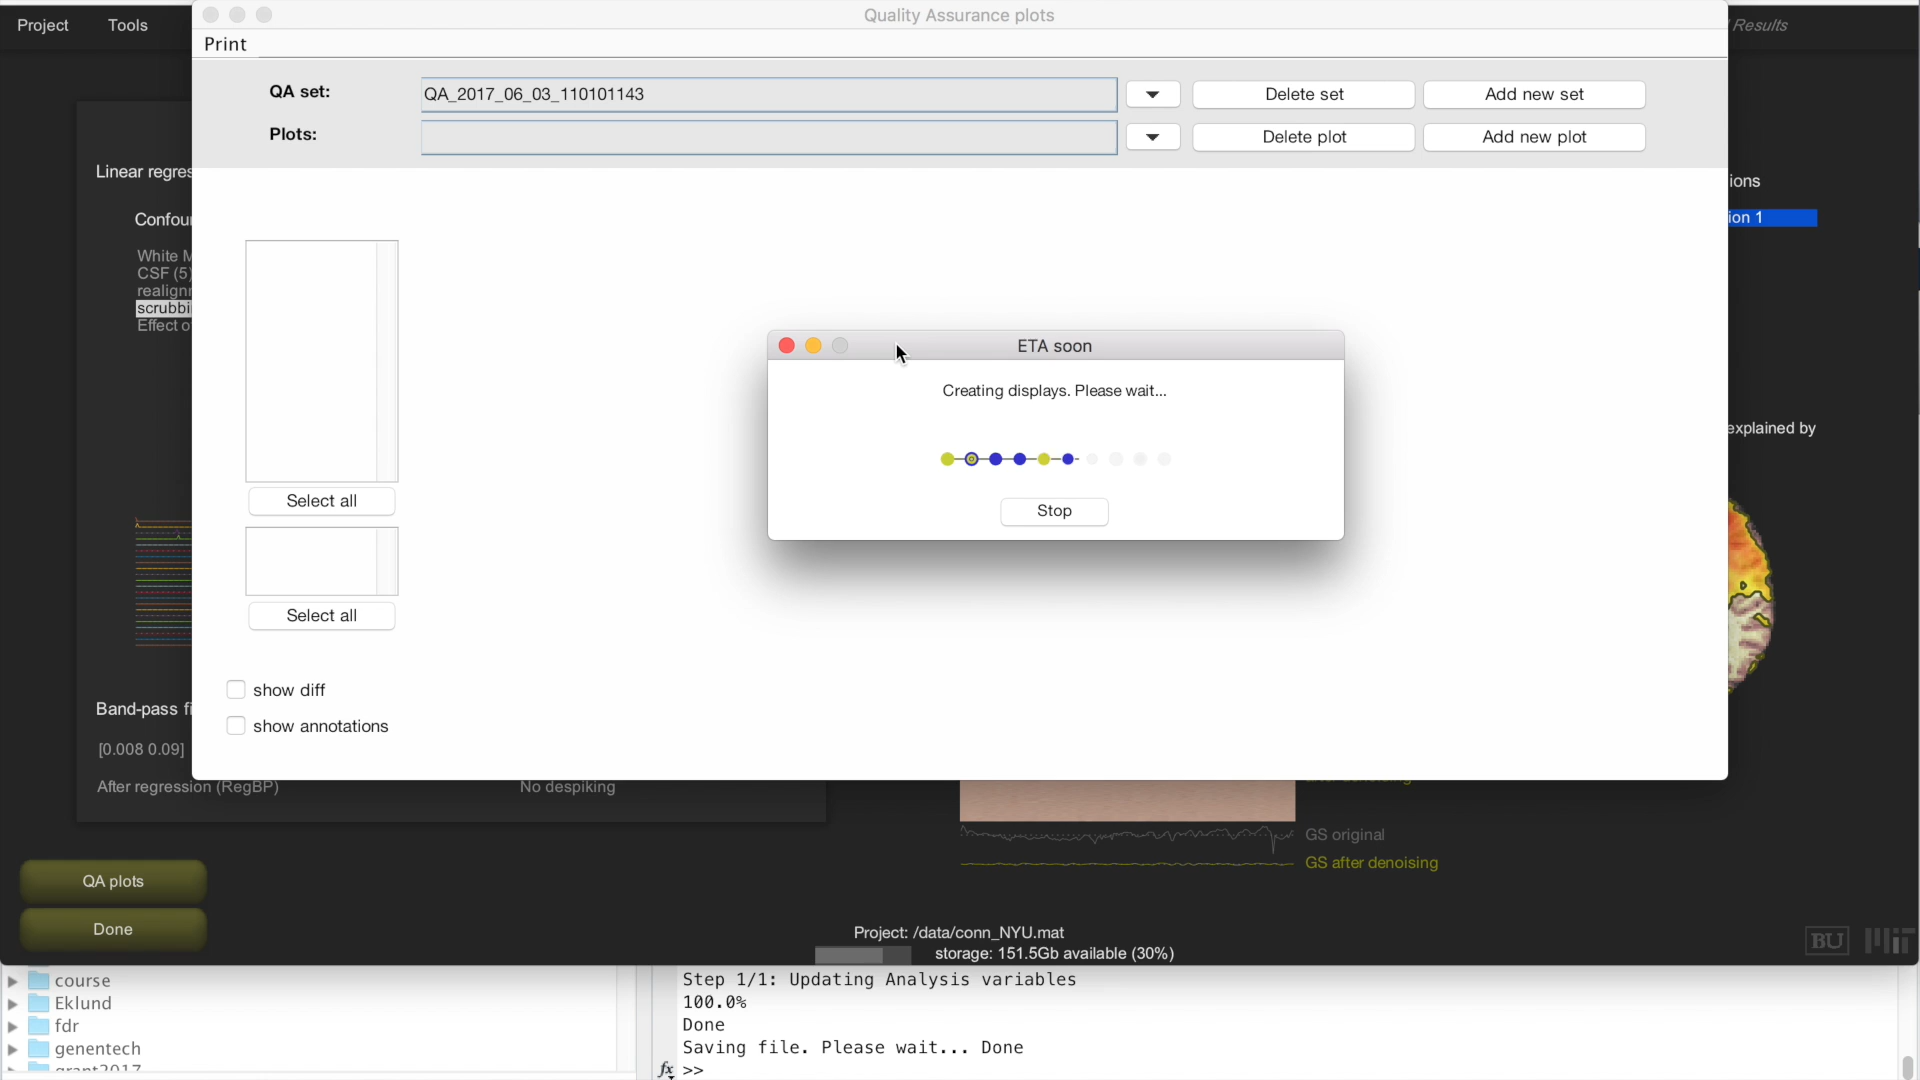 Project
Tools
Quality Assurance plots
Results
Print
QA set:
QA_2017_06_03_110101143
Delete set
Add new set
Plots:
Delete plot
Add new plot
Linear regres
ions
Confou
ion 1
White M
CSF (5)
realignm
scrubbi
Effect o
ETA soon
Creating displays. Please wait...
explained by
Select all
Stop
Select all
show diff
Band-pass fi
show annotations
[0.008 0.09]
After regression (RegBP)
No despiking
GS original
GS after denoising
QA plots
Done
Project: /data/conn_NYU.mat
storage: 151.5Gb available (30%)
BU
course
Eklund
fdr
genentech
grant2017
Step 1/1: Updating Analysis variables
100.0%
Done
Saving file. Please wait... Done
fx >>